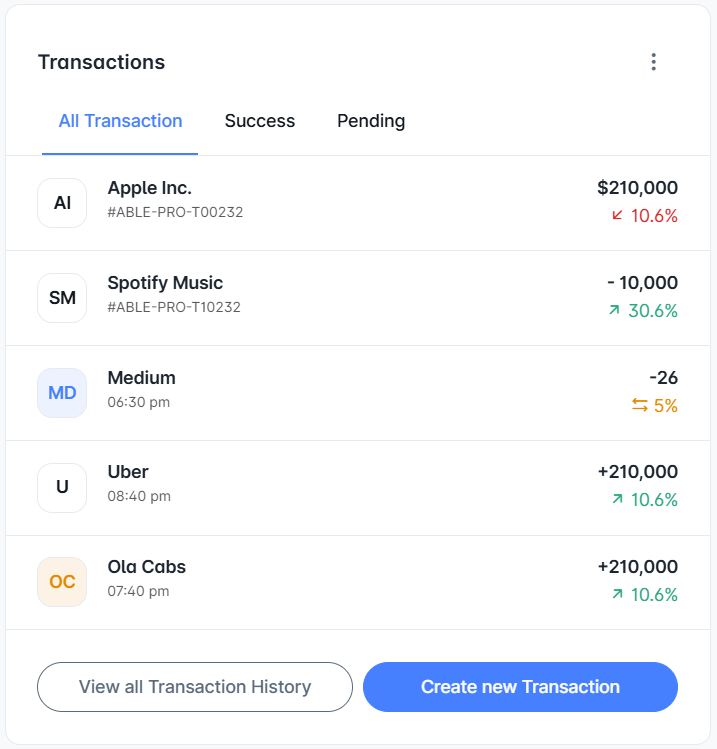 Transactions
All Transaction Success Pending
AI
Apple Inc.
#ABLE-PRO-T00232
$210,000
10.6%
SM
Spotify Music
#ABLE-PRO-T10232
- 10,000
30.6%
MD
Medium
06:30 pm
-26
5%
U
Uber
08:40 pm
+210,000
10.6%
OC
Ola Cabs
07:40 pm
+210,000
10.6%
View all Transaction History
Create new Transaction